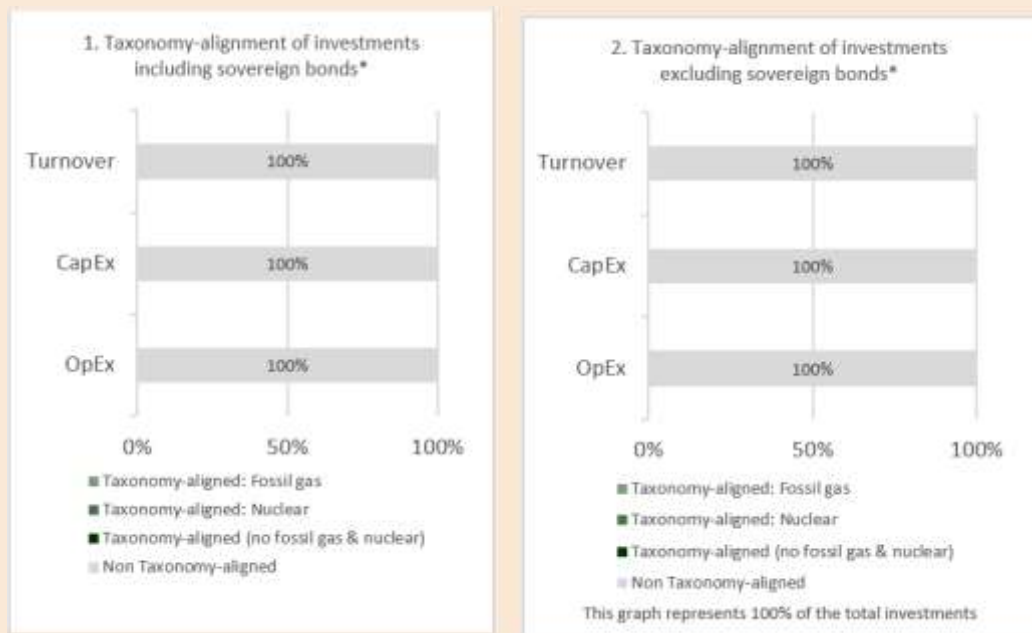 1. Taxonomy-alignment of investments
including sovereign bonds*
Turnover
100%
CapEx
100%
OpEx
100%
0% 50% 100%
Taxonomy-aligned: Fossil gas
Taxonomy-aligned: Nuclear
Taxonomy-aligned (no fossil gas & nuclear)
Non Taxonomy-aligned
2. Taxonomy-alignment of investments
excluding sovereign bonds*
Turnover
100%
CapEx
100%
OpEx
100%
0% 50% 100%
Taxonomy-aligned: Fossil gas
Taxonomy-aligned: Nuclear
Taxonomy-aligned (no fossil gas & nuclear)
Non Taxonomy-aligned
This graph represents 100% of the total investments